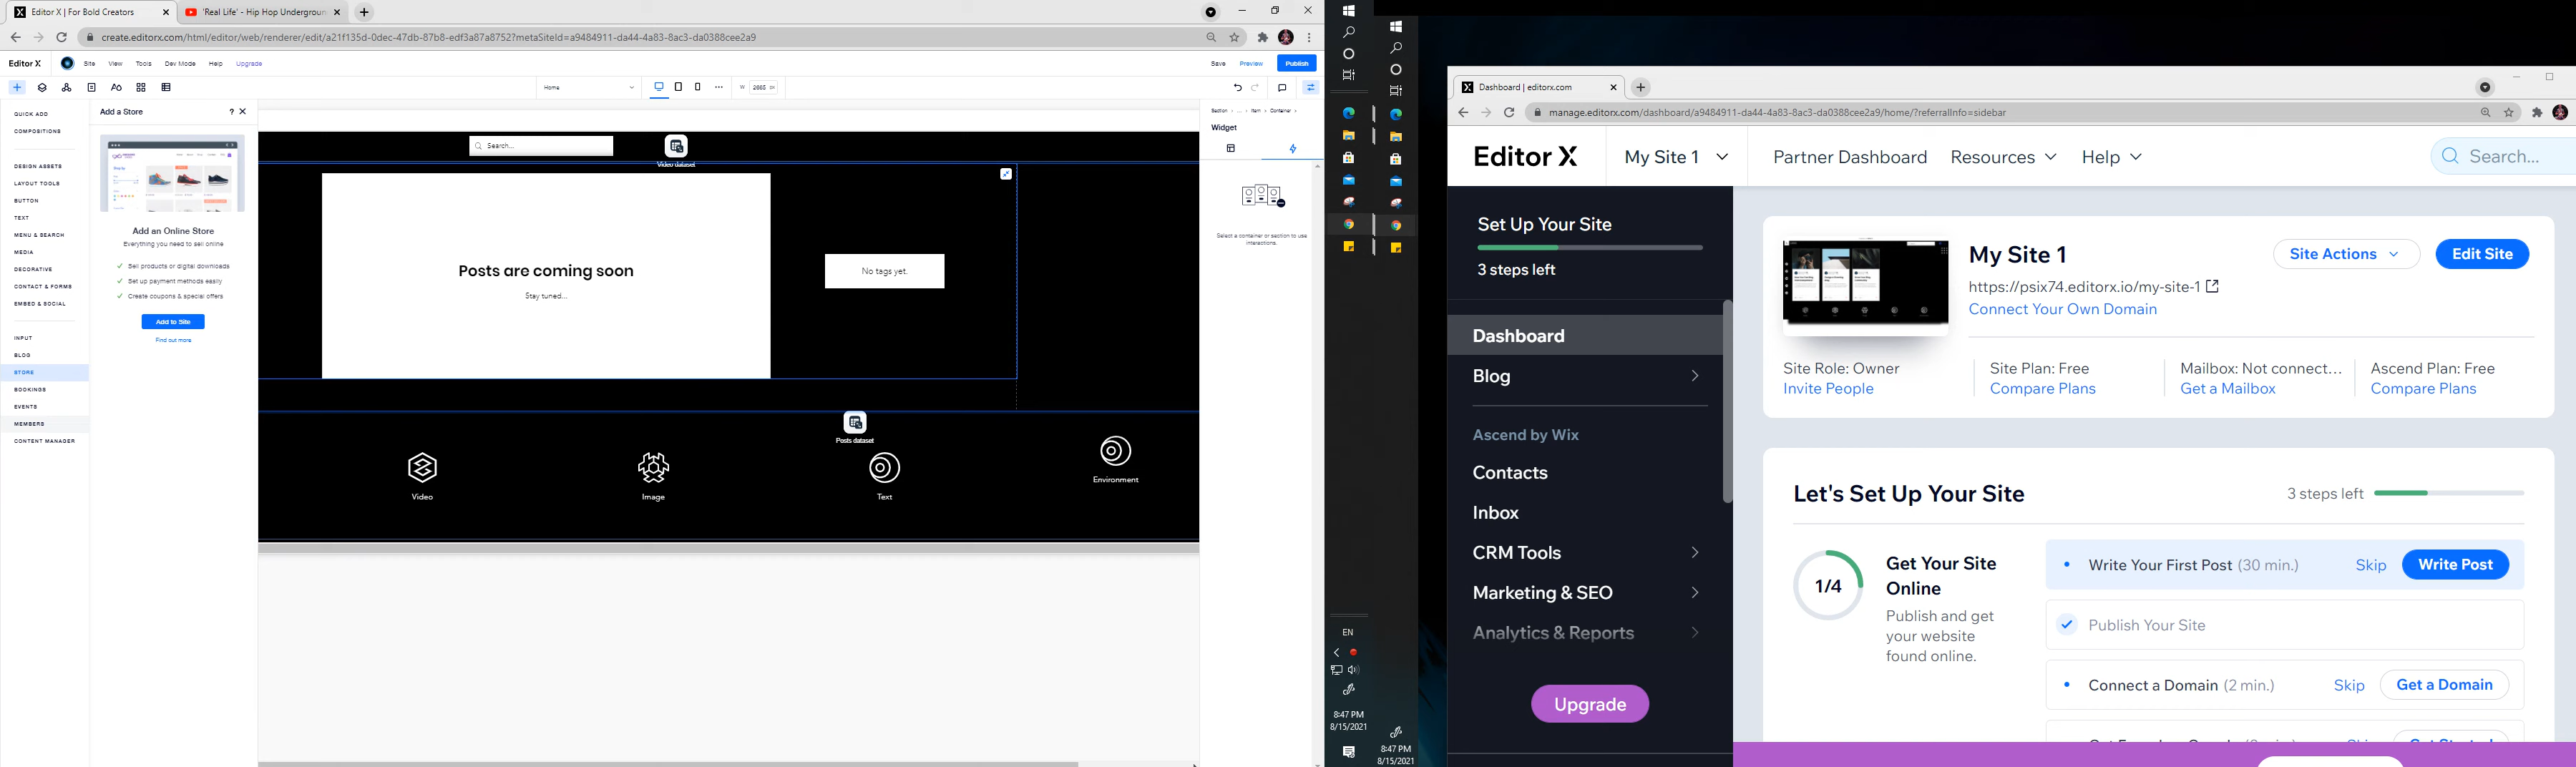 Editor X | For Bold Creators
'Real Life' - Hip Hop Undergroun
create.editorx.com/html/editor/web/renderer/edit/a21f135d-0dec-47db-87b8-edf3a87a8752?metaSiteId=a9484911-da44-4a83-8ac3-da0388cee2a9
Editor X
Site
View
Tools
Dev Mode
Help
Upgrade
Save
Preview
Publish
Home
W
2085
PX
QUICK ADD
COMPOSITIONS
DESIGN ASSETS
LAYOUT TOOLS
BUTTON
TEXT
MENU & SEARCH
MEDIA
DECORATIVE
CONTACT & FORMS
EMBED & SOCIAL
INPUT
BLOG
STORE
BOOKINGS
EVENTS
MEMBERS
CONTENT MANAGER
Add a Store
?
Add an Online Store
Everything you need to sell online
Sell products or digital downloads
Set up payment methods easily
Create coupons & special offers
Add to Site
Find out more
Search...
Video dataset
Posts are coming soon
Stay tuned...
No tags yet.
Posts dataset
Video
Image
Text
Environment
Section > ... > Item > Container >
Widget
Select a container or section to use
interactions.
EN
8:47 PM
8/15/2021
8:47 PM
8/15/2021
Dashboard | editorx.com
manage.editorx.com/dashboard/a9484911-da44-4a83-8ac3-da0388cee2a9/home/?referralInfo=sidebar
Editor X
My Site 1
Partner Dashboard
Resources
Help
Search...
Set Up Your Site
3 steps left
Dashboard
Blog
Ascend by Wix
Contacts
Inbox
CRM Tools
Marketing & SEO
Analytics & Reports
Upgrade
My Site 1
https://psix74.editorx.io/my-site-1
Connect Your Own Domain
Site Actions
Edit Site
Site Role: Owner
Invite People
Site Plan: Free
Compare Plans
Mailbox: Not connect...
Get a Mailbox
Ascend Plan: Free
Compare Plans
Let's Set Up Your Site
3 steps left
1/4
Get Your Site
Online
Publish and get
your website
found online.
Write Your First Post (30 min.)
Skip
Write Post
Publish Your Site
Connect a Domain (2 min.)
Skip
Get a Domain